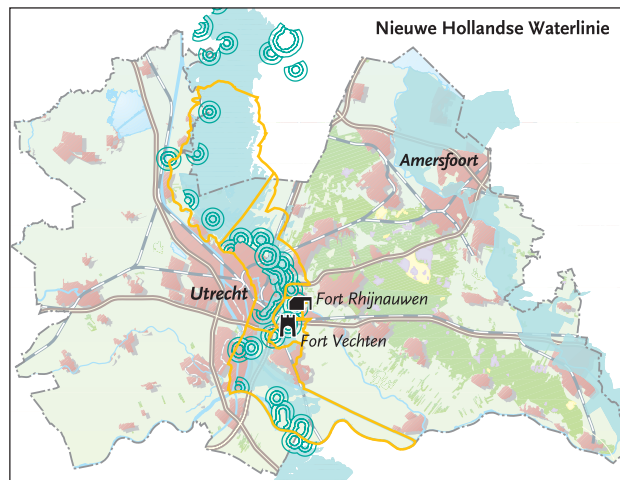 Nieuwe Hollandse Waterlinie
Amersfoort
Utrecht
Fort Rhijnauwen
Fort Vechten